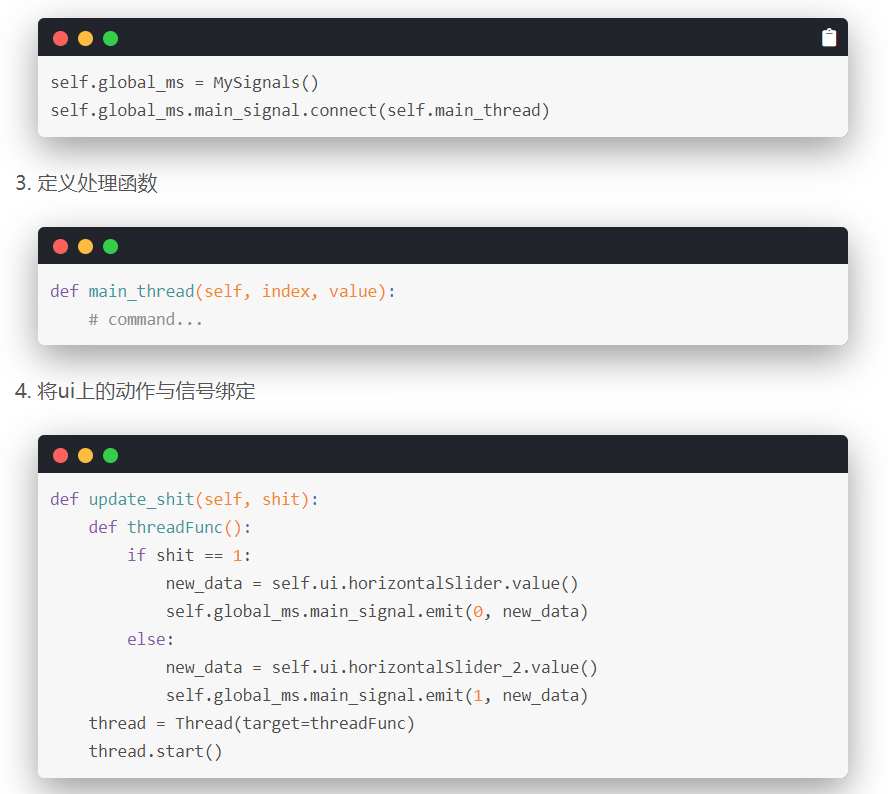 self.global_ms = MySignals()
self.global_ms.main_signal.connect(self.main_thread)
3. 定义处理函数
def main_thread(self, index, value):
    # command...
4. 将ui上的动作与信号绑定
def update_shit(self, shit):
    def threadFunc():
        if shit == 1:
            new_data = self.ui.horizontalSlider.value()
            self.global_ms.main_signal.emit(0, new_data)
        else:
            new_data = self.ui.horizontalSlider_2.value()
            self.global_ms.main_signal.emit(1, new_data)
    thread = Thread(target=threadFunc)
    thread.start()